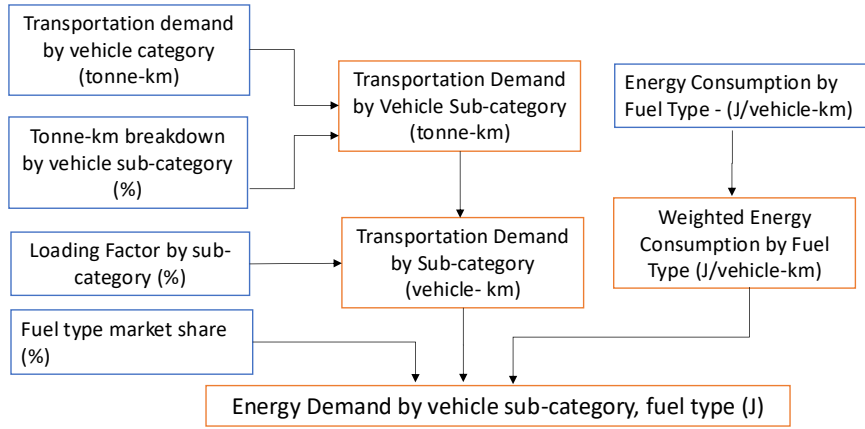 Transportation demand
by vehicle category
(tonne-km)
Transportation Demand
by Vehicle Sub-category
(tonne-km)
Energy Consumption by
Fuel Type - (J/vehicle-km)
Tonne-km breakdown
by vehicle sub-category
(%)
Loading Factor by sub-
category (%)
Transportation Demand
by Sub-category
(vehicle- km)
Weighted Energy
Consumption by Fuel
Type (J/vehicle-km)
Fuel type market share
(%)
Energy Demand by vehicle sub-category, fuel type (J)